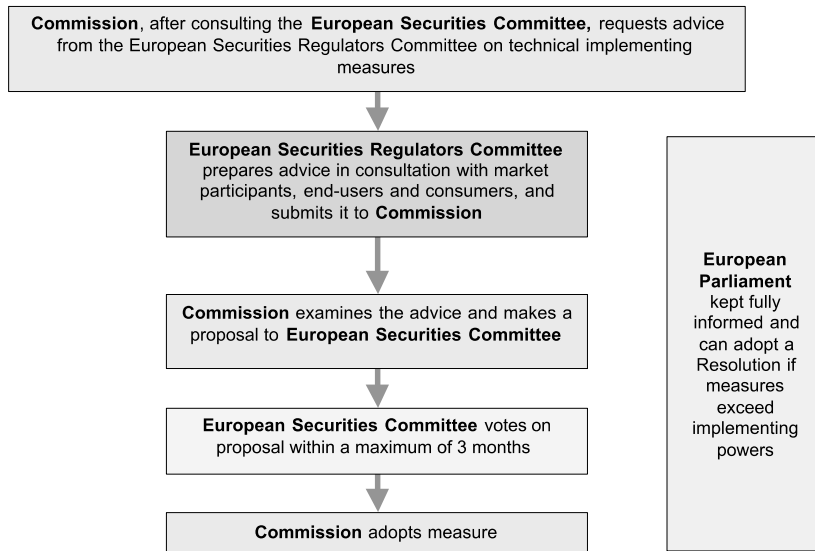 Commission, after consulting the European Securities Committee, requests advice
from the European Securities Regulators Committee on technical implementing
measures
European Securities Regulators Committee
prepares advice in consultation with market
participants, end-users and consumers, and
submits it to Commission
Commission examines the advice and makes a
proposal to European Securities Committee
European Securities Committee votes on
proposal within a maximum of 3 months
Commission adopts measure
European
Parliament
kept fully
informed and
can adopt a
Resolution if
measures
exceed
implementing
powers